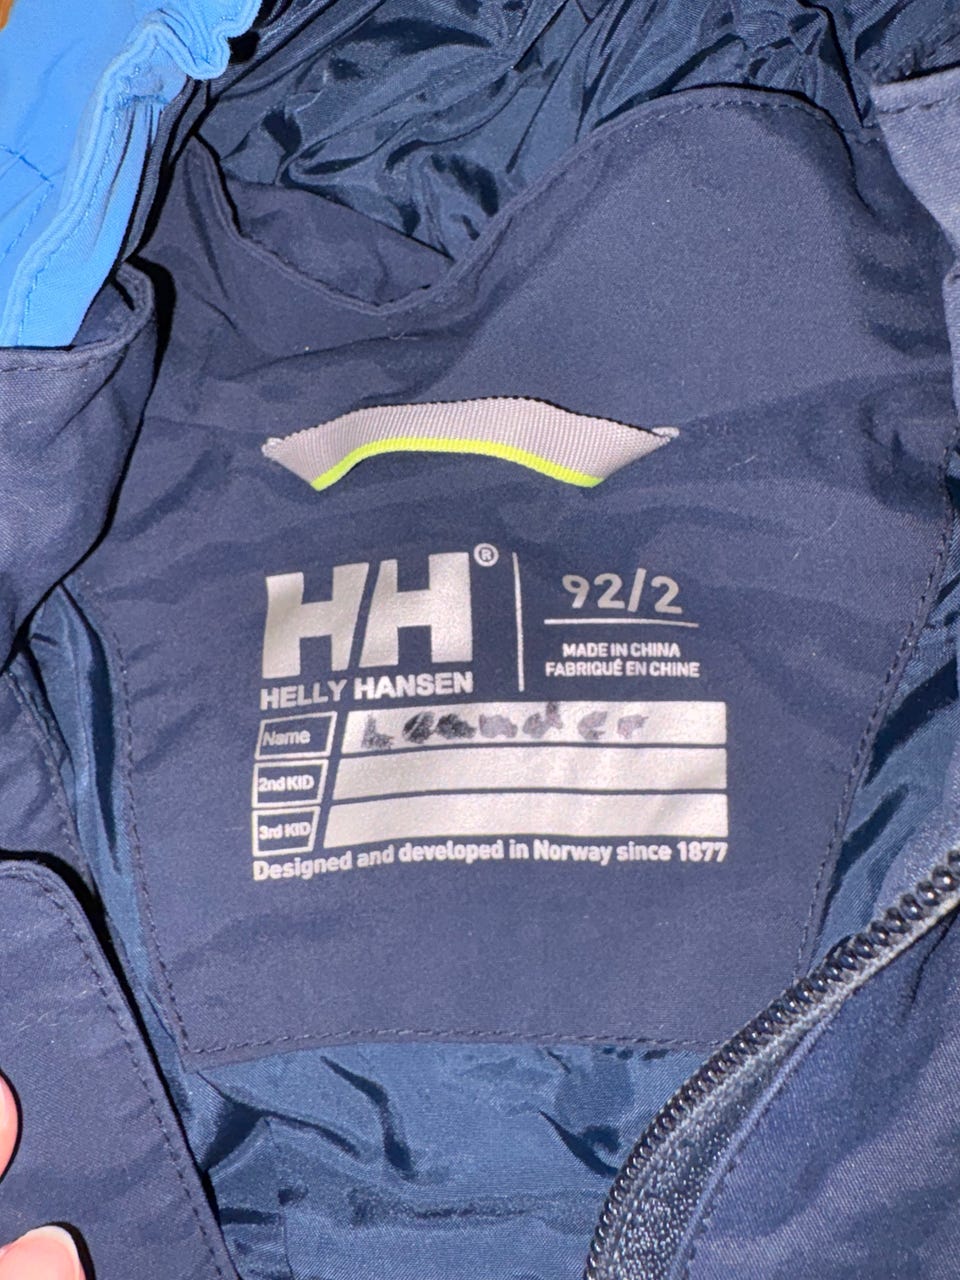 HH®
HELLY HANSEN
92/2
MADE IN CHINA
FABRIQUÉ EN CHINE
Name Leander
2nd KID
3rd KID
Designed and developed in Norway since 1877